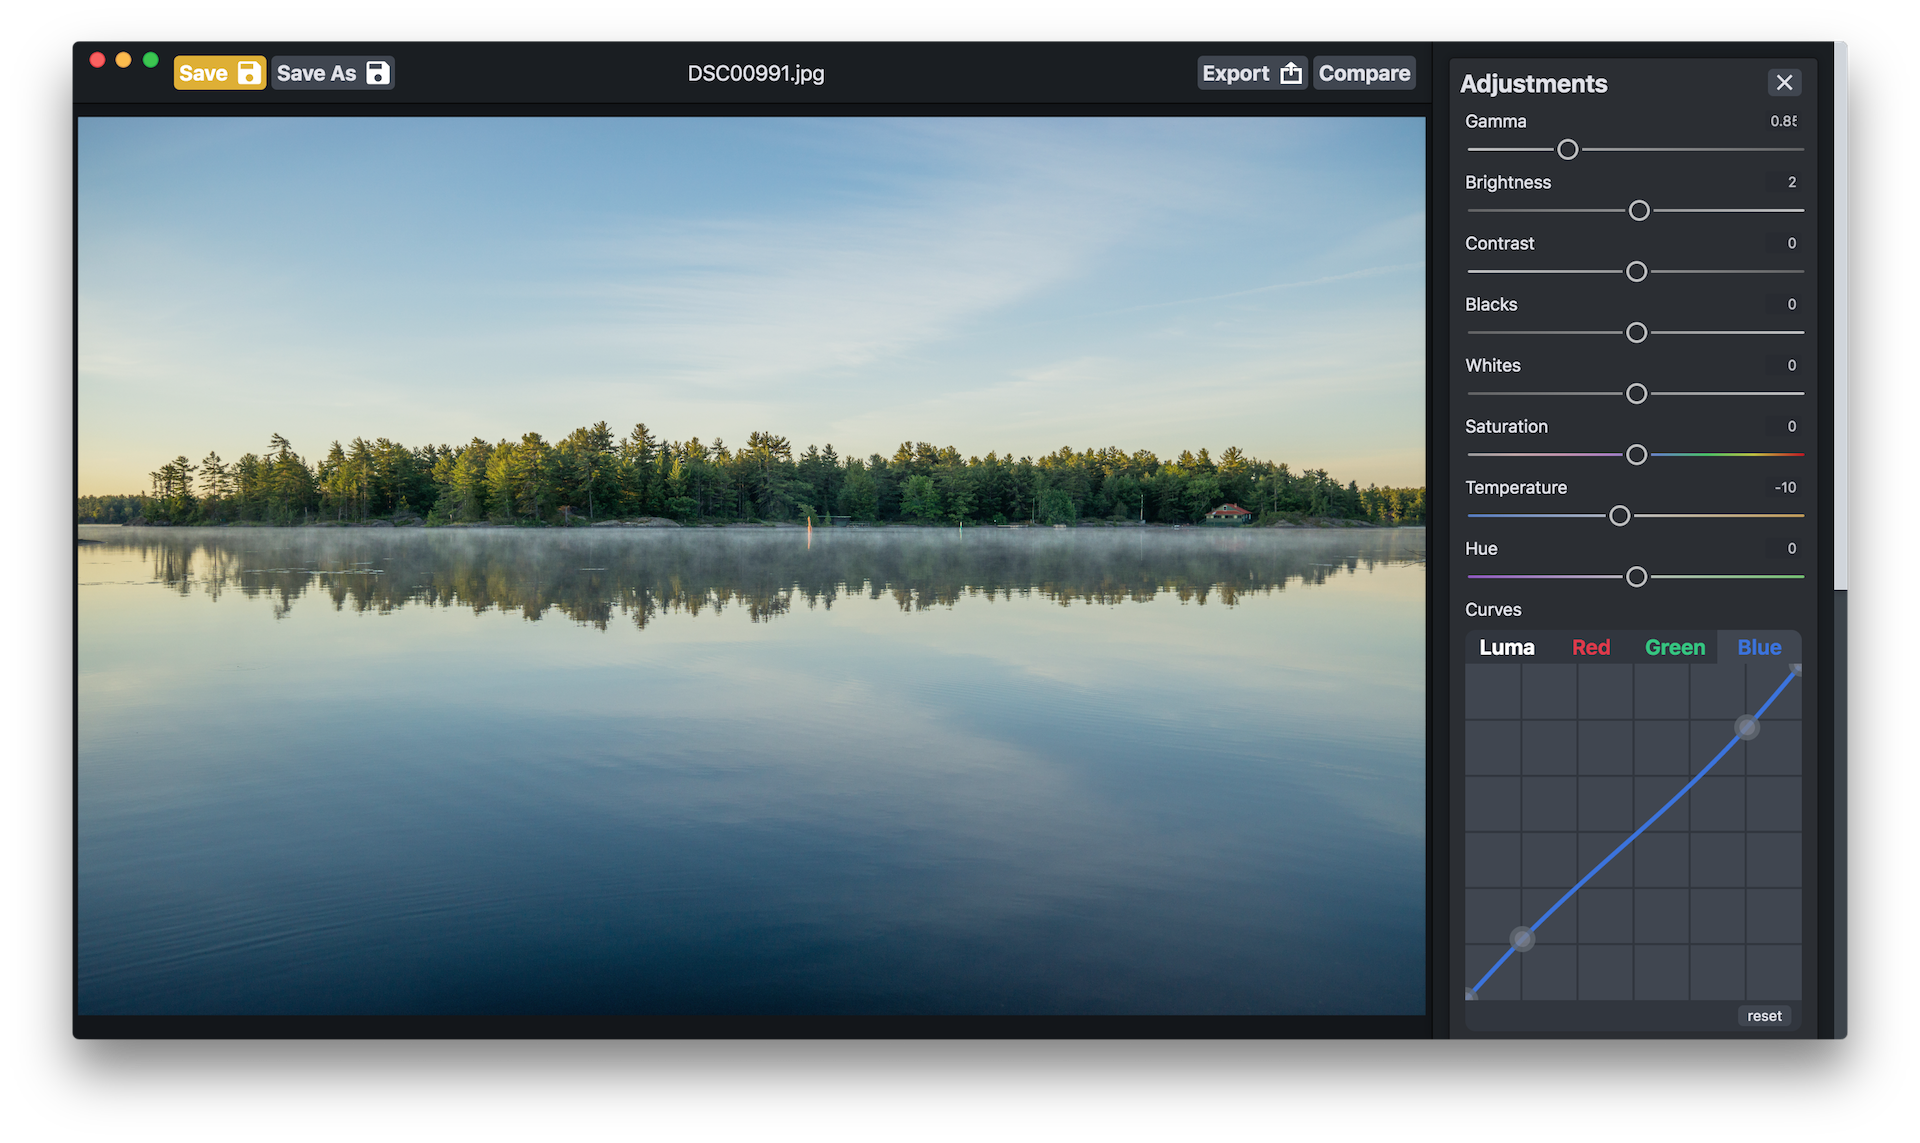 Save Save As DSC00991.jpg Export Compare
Adjustments
Gamma 0.85
Brightness 2
Contrast 0
Blacks 0
Whites 0
Saturation 0
Temperature -10
Hue 0
Curves
Luma Red Green Blue
reset